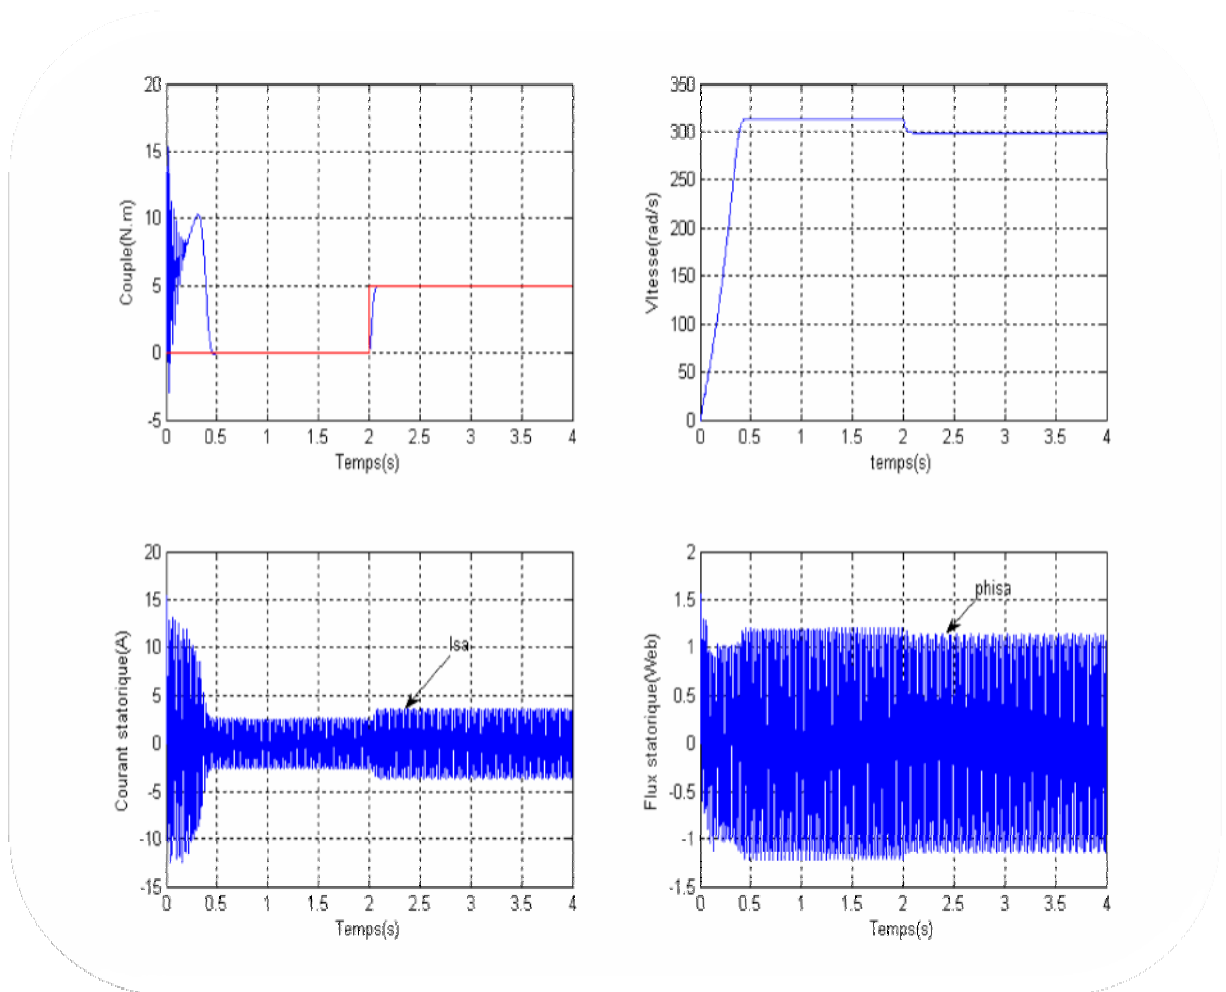 20
15
10
5
0
-5
Couple(N.m)
0 0.5 1 1.5 2 2.5 3 3.5 4
Temps(s)
350
300
250
200
150
100
50
0
VItesse(rad/s)
0 0.5 1 1.5 2 2.5 3 3.5 4
temps(s)
20
15
10
5
0
-5
-10
-15
Courant statorique(A)
Isa
0 0.5 1 1.5 2 2.5 3 3.5 4
Temps(s)
2
1.5
1
0.5
0
-0.5
-1
-1.5
Flux statorique(Web)
phisa
0 0.5 1 1.5 2 2.5 3 3.5 4
Temps(s)